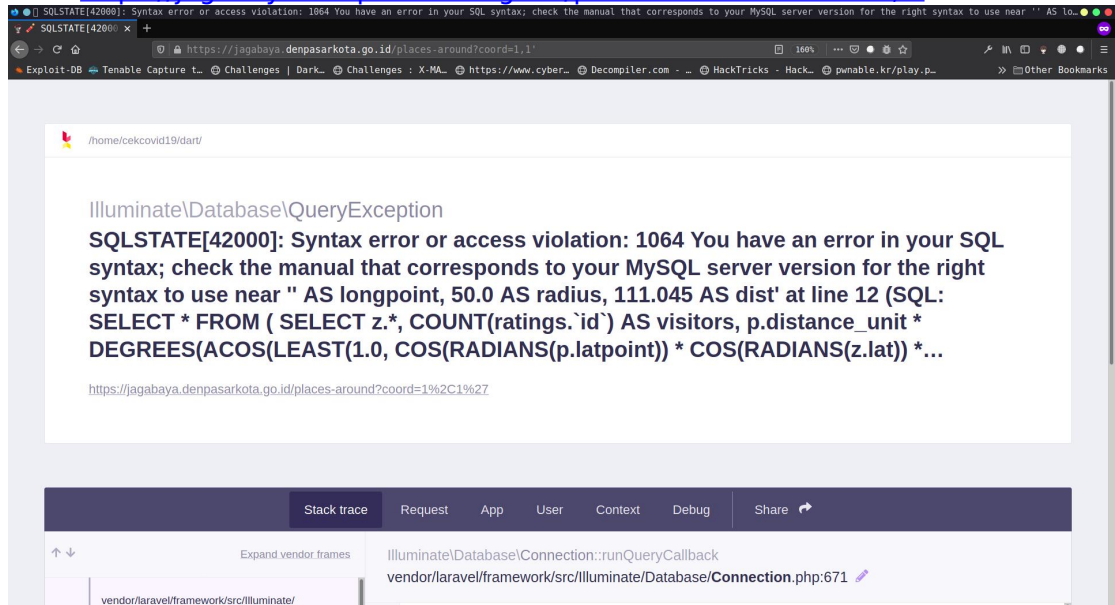 SQLSTATE[42000]: Syntax error or access violation: 1064 You have an error in your SQL syntax; check the manual that corresponds to your MySQL server version for the right syntax to use near '' AS lo…
SQLSTATE[42000 × +
https://jagabaya.denpasarkota.go.id/places-around?coord=1,1' 160%
Exploit-DB Tenable Capture t… Challenges | Dark… Challenges : X-MA… https://www.cyber… Decompiler.com - … HackTricks - Hack… pwnable.kr/play.p… Other Bookmarks
/home/cekcovid19/dart/
Illuminate\Database\QueryException
SQLSTATE[42000]: Syntax error or access violation: 1064 You have an error in your SQL
syntax; check the manual that corresponds to your MySQL server version for the right
syntax to use near '' AS longpoint, 50.0 AS radius, 111.045 AS dist' at line 12 (SQL:
SELECT * FROM ( SELECT z.*, COUNT(ratings.`id`) AS visitors, p.distance_unit *
DEGREES(ACOS(LEAST(1.0, COS(RADIANS(p.latpoint)) * COS(RADIANS(z.lat)) *…
https://jagabaya.denpasarkota.go.id/places-around?coord=1%2C1%27
Stack trace Request App User Context Debug Share
Expand vendor frames
Illuminate\Database\Connection::runQueryCallback
vendor/laravel/framework/src/Illuminate/Database/Connection.php:671
vendor/laravel/framework/src/Illuminate/